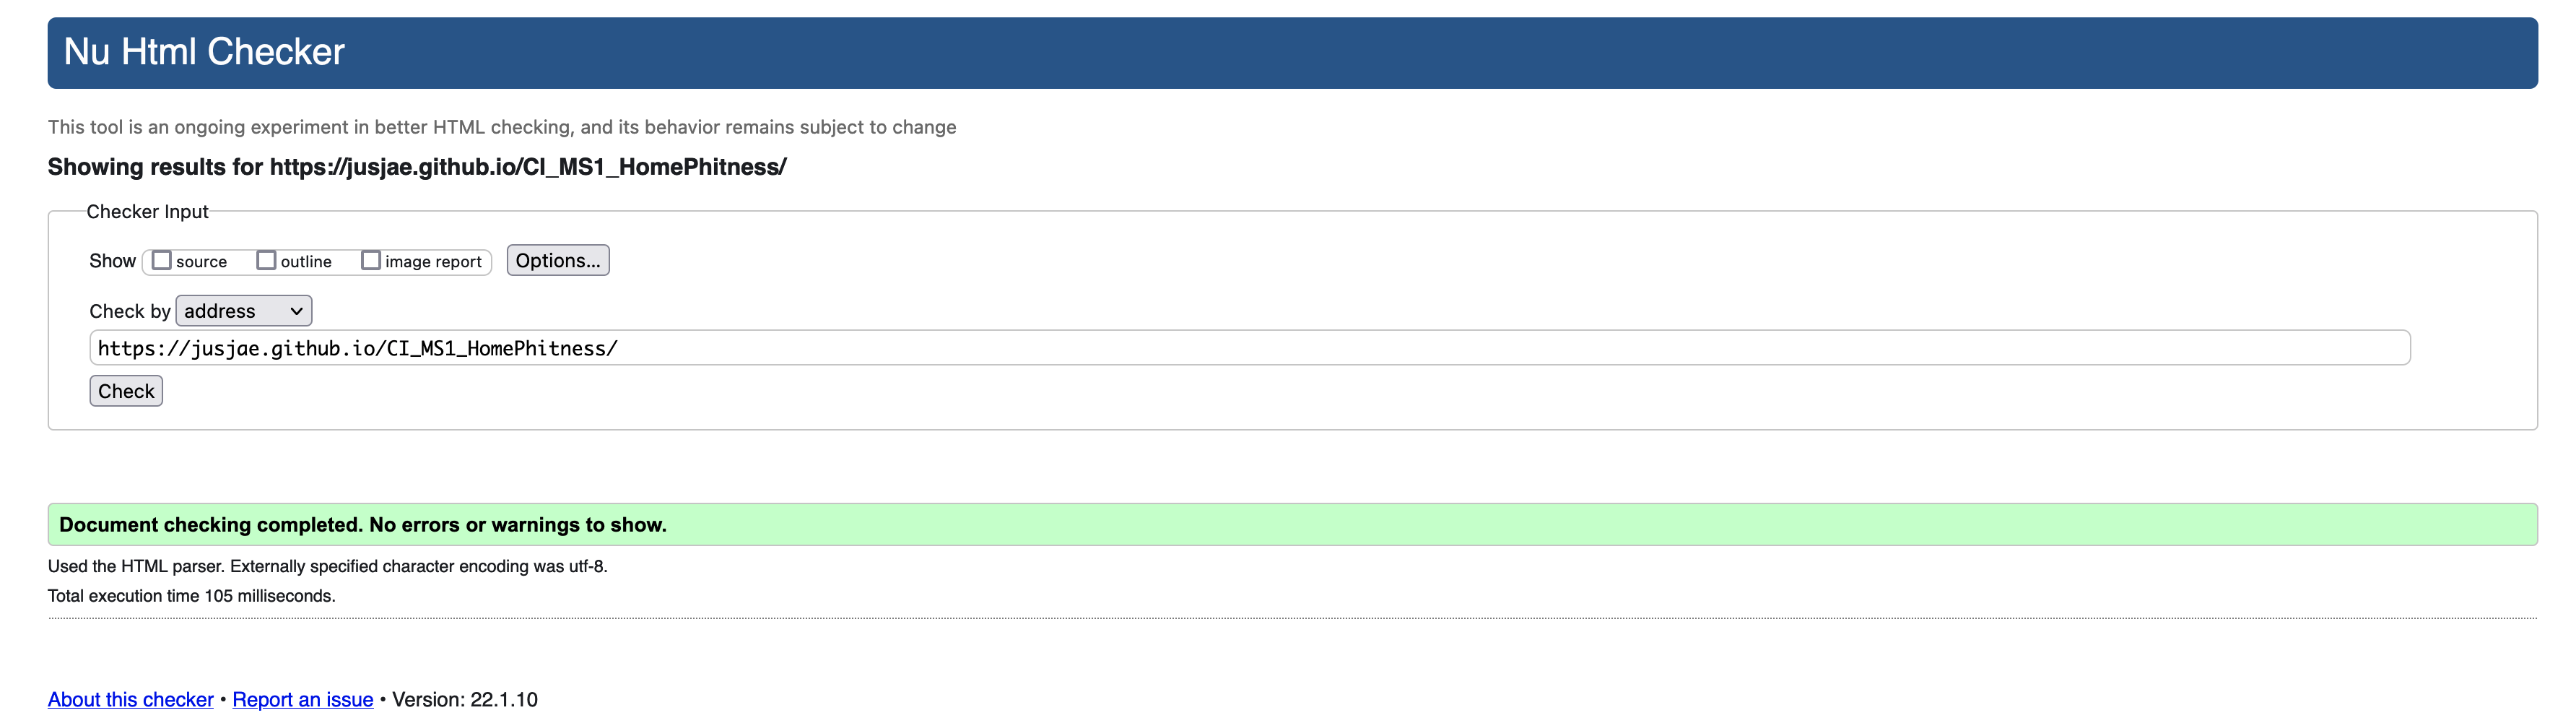 Nu Html Checker
This tool is an ongoing experiment in better HTML checking, and its behavior remains subject to change
Showing results for https://jusjae.github.io/CI_MS1_HomePhitness/
Checker Input
Show source outline image report Options...
Check by address
https://jusjae.github.io/CI_MS1_HomePhitness/
Check
Document checking completed. No errors or warnings to show.
Used the HTML parser. Externally specified character encoding was utf-8.
Total execution time 105 milliseconds.
About this checker • Report an issue • Version: 22.1.10